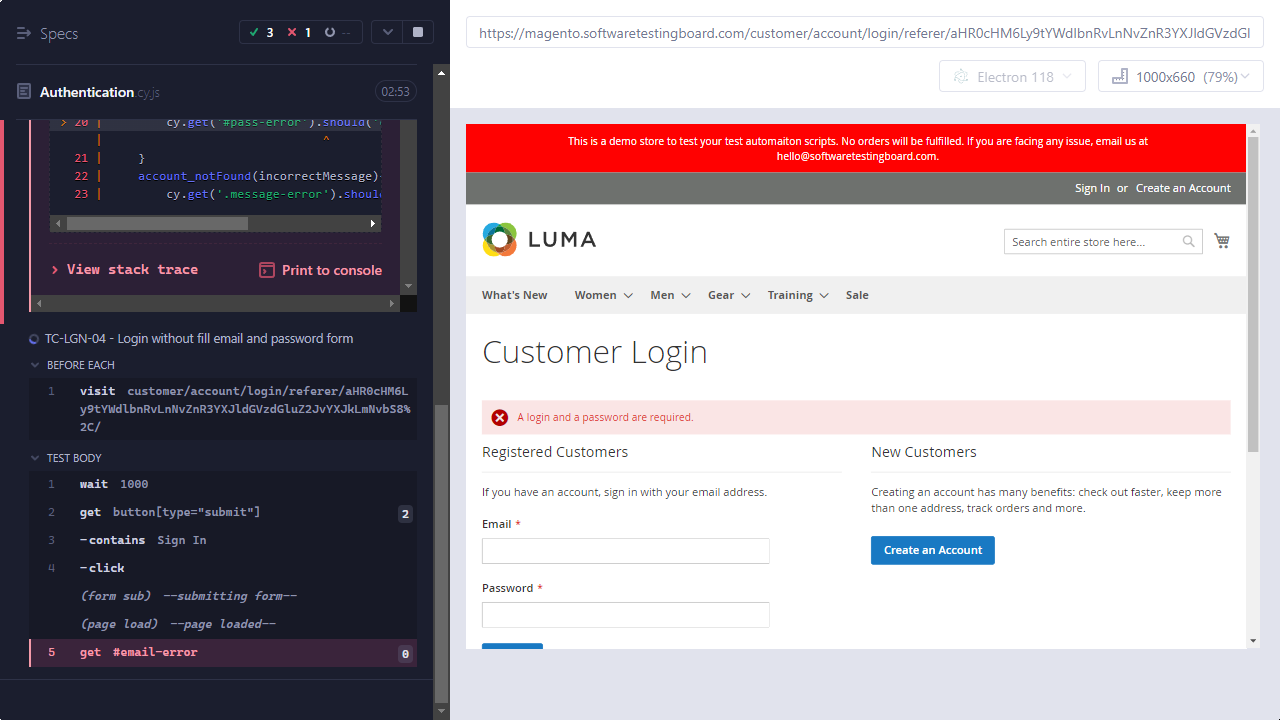 Specs
3
1
--
Authentication.cy.js
02:53
> 20 | cy.get('#pass-error').should('
| ^
21 | }
22 | account_notFound(incorrectMessage)
23 | cy.get('.message-error').shoul
View stack trace
Print to console
TC-LGN-04 - Login without fill email and password form
BEFORE EACH
1 visit customer/account/login/referer/aHR0cHM6L
y9tYWdlbnRvLnNvZnR3YXJldGVzdGluZ2JvYXJkLmNvbS8%
2C/
TEST BODY
1 wait 1000
2 get button[type="submit"] 2
3 -contains Sign In
4 -click
(form sub) --submitting form--
(page load) --page loaded--
5 get #email-error 0
https://magento.softwaretestingboard.com/customer/account/login/referer/aHR0cHM6Ly9tYWdlbnRvLnNvZnR3YXJldGVzdGl
Electron 118
1000x660 (79%)
This is a demo store to test your test automaiton scripts. No orders will be fulfilled. If you are facing any issue, email us at
hello@softwaretestingboard.com.
Sign In or Create an Account
LUMA
Search entire store here...
What's New Women Men Gear Training Sale
Customer Login
A login and a password are required.
Registered Customers
If you have an account, sign in with your email address.
Email *
Password *
New Customers
Creating an account has many benefits: check out faster, keep more
than one address, track orders and more.
Create an Account